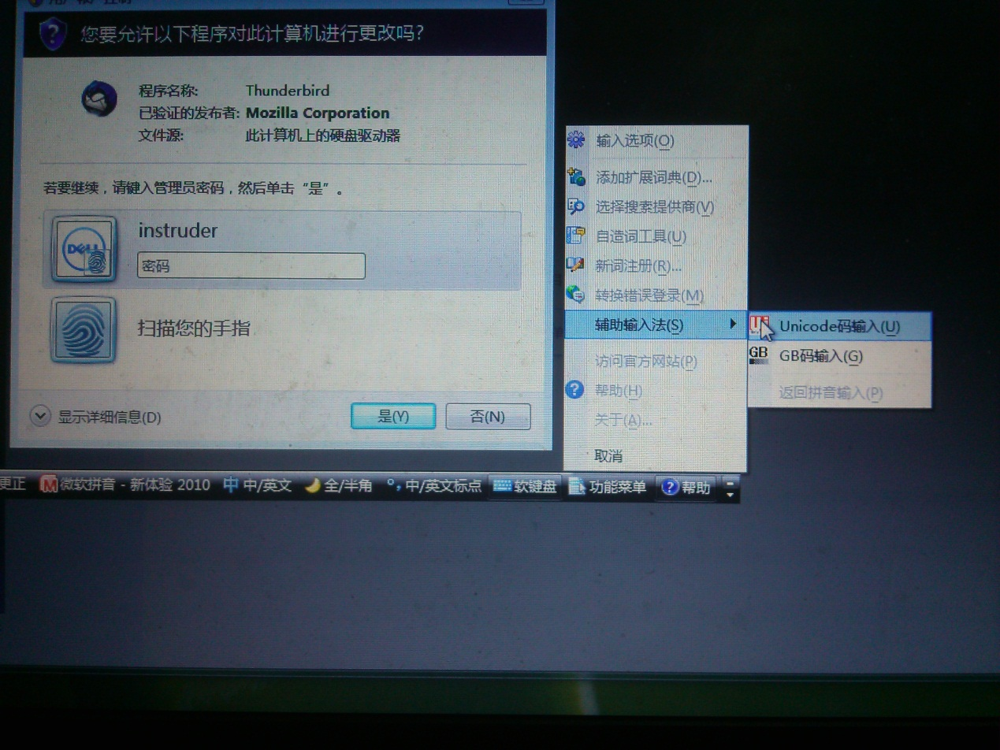 用户帐户控制
您要允许以下程序对此计算机进行更改吗?
程序名称: Thunderbird
已验证的发布者: Mozilla Corporation
文件源: 此计算机上的硬盘驱动器
若要继续，请键入管理员密码，然后单击“是”。
instruder
DELL
密码
扫描您的手指
显示详细信息(D)
是(Y)
否(N)
输入选项(O)
添加扩展词典(D)...
选择搜索提供商(V)
自造词工具(U)
新词注册(R)...
转换错误登录(M)
辅助输入法(S)
访问官方网站(P)
帮助(H)
关于(A)...
取消
Unicode码输入(U)
GB GB码输入(G)
返回拼音输入(P)
更正 M 微软拼音 - 新体验 2010 中 中/英文 全/半角 °, 中/英文标点 软键盘 功能菜单 ? 帮助